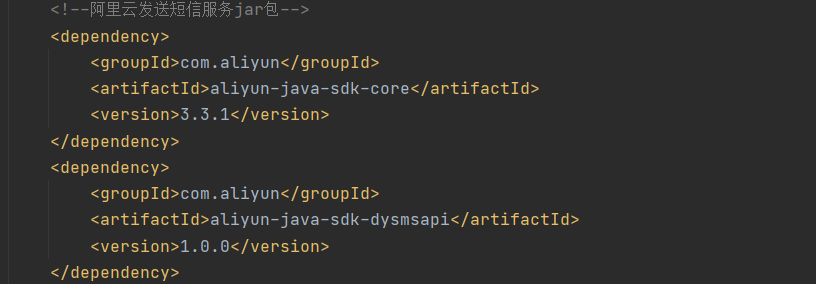 <!--阿里云发送短信服务jar包-->
<dependency>
<groupId>com.aliyun</groupId>
<artifactId>aliyun-java-sdk-core</artifactId>
<version>3.3.1</version>
</dependency>
<dependency>
<groupId>com.aliyun</groupId>
<artifactId>aliyun-java-sdk-dysmsapi</artifactId>
<version>1.0.0</version>
</dependency>